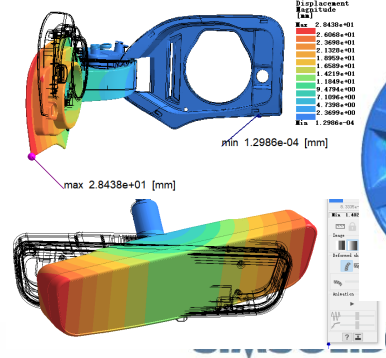 Displacement
Magnitude
[mm]
Max 2.8438e+01
2.6068e+01
2.3698e+01
2.1328e+01
1.8959e+01
1.6589e+01
1.4219e+01
1.1849e+01
9.4794e+00
7.1096e+00
4.7398e+00
2.3699e+00
Min 1.2986e-04
min 1.2986e-04 [mm]
max 2.8438e+01 [mm]
Image
Deformed sh
Animation